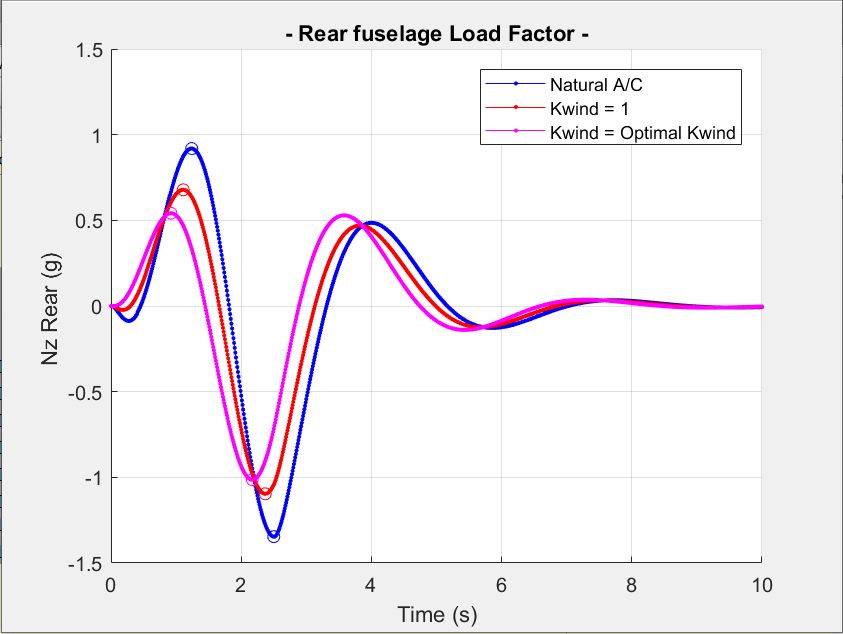 - Rear fuselage Load Factor -
1.5
1
0.5
0
-0.5
-1
-1.5
Nz Rear (g)
Natural A/C
Kwind = 1
Kwind = Optimal Kwind
0 2 4 6 8 10
Time (s)